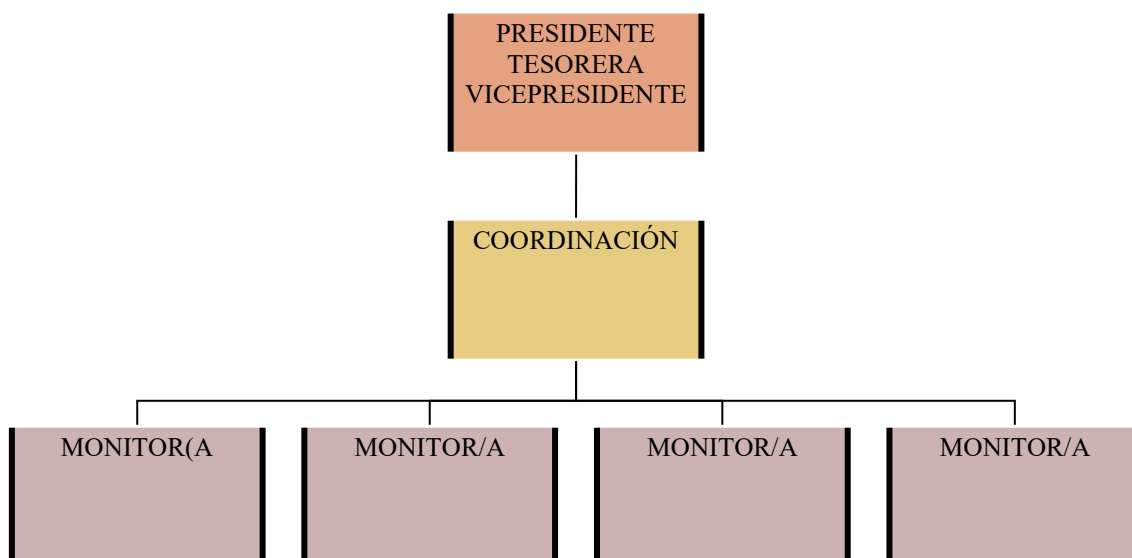 PRESIDENTE
TESORERA
VICEPRESIDENTE
COORDINACIÓN
MONITOR(A
MONITOR/A
MONITOR/A
MONITOR/A